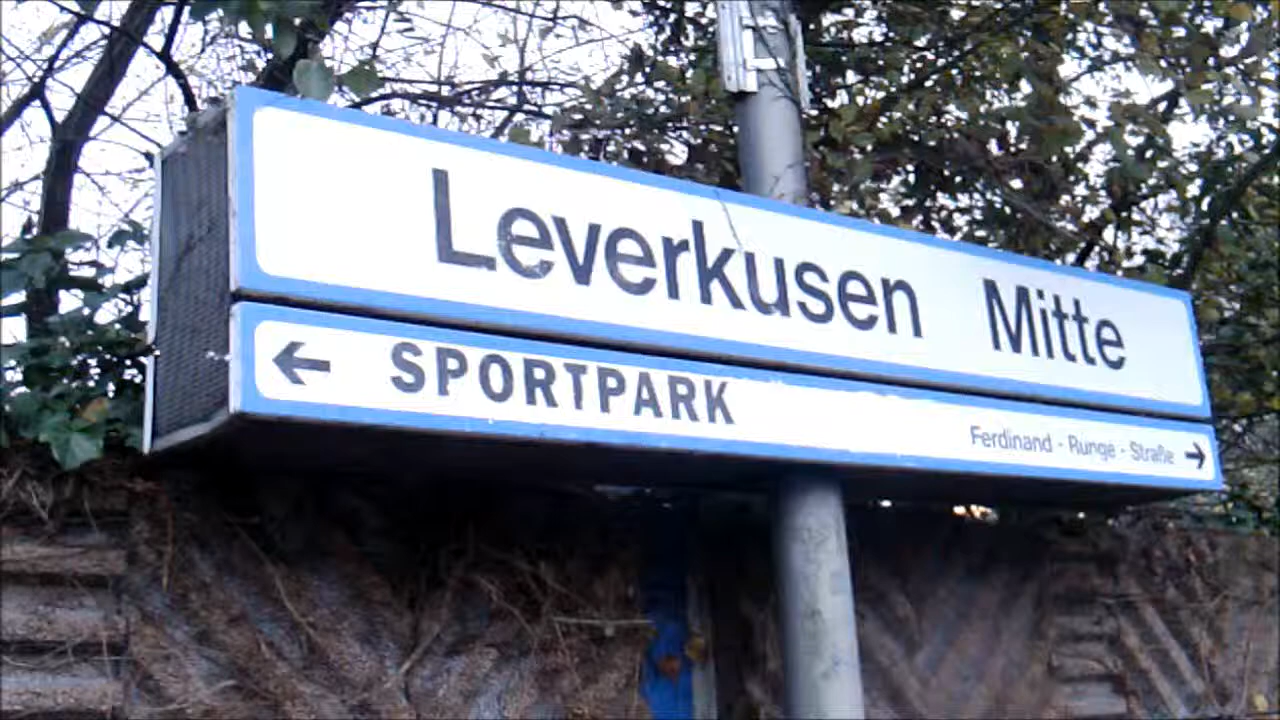 Leverkusen Mitte
← SPORTPARK
Ferdinand - Runge - Straße →